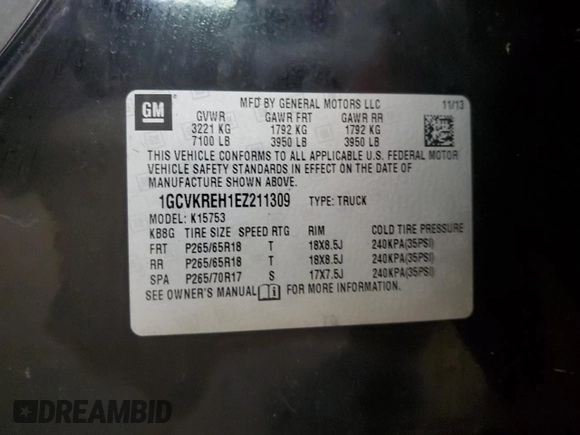 GM
MFD BY GENERAL MOTORS LLC 11/13
GVWR GAWR FRT GAWR RR
3221 KG 1792 KG 1792 KG
7100 LB 3950 LB 3950 LB
THIS VEHICLE CONFORMS TO ALL APPLICABLE U.S. FEDERAL MOTOR
VEHICLE SAFETY STANDARDS IN EFFECT ON THE DATE OF
MANUFACTURE SHOWN ABOVE.
1GCVKREH1EZ211309 TYPE: TRUCK
MODEL: K15753
KB8G TIRE SIZE SPEED RTG RIM COLD TIRE PRESSURE
FRT P265/65R18 T 18X8.5J 240KPA(35PSI)
RR P265/65R18 T 18X8.5J 240KPA(35PSI)
SPA P265/70R17 S 17X7.5J 240KPA(35PSI)
SEE OWNER'S MANUAL FOR MORE INFORMATION.
DREAMBID